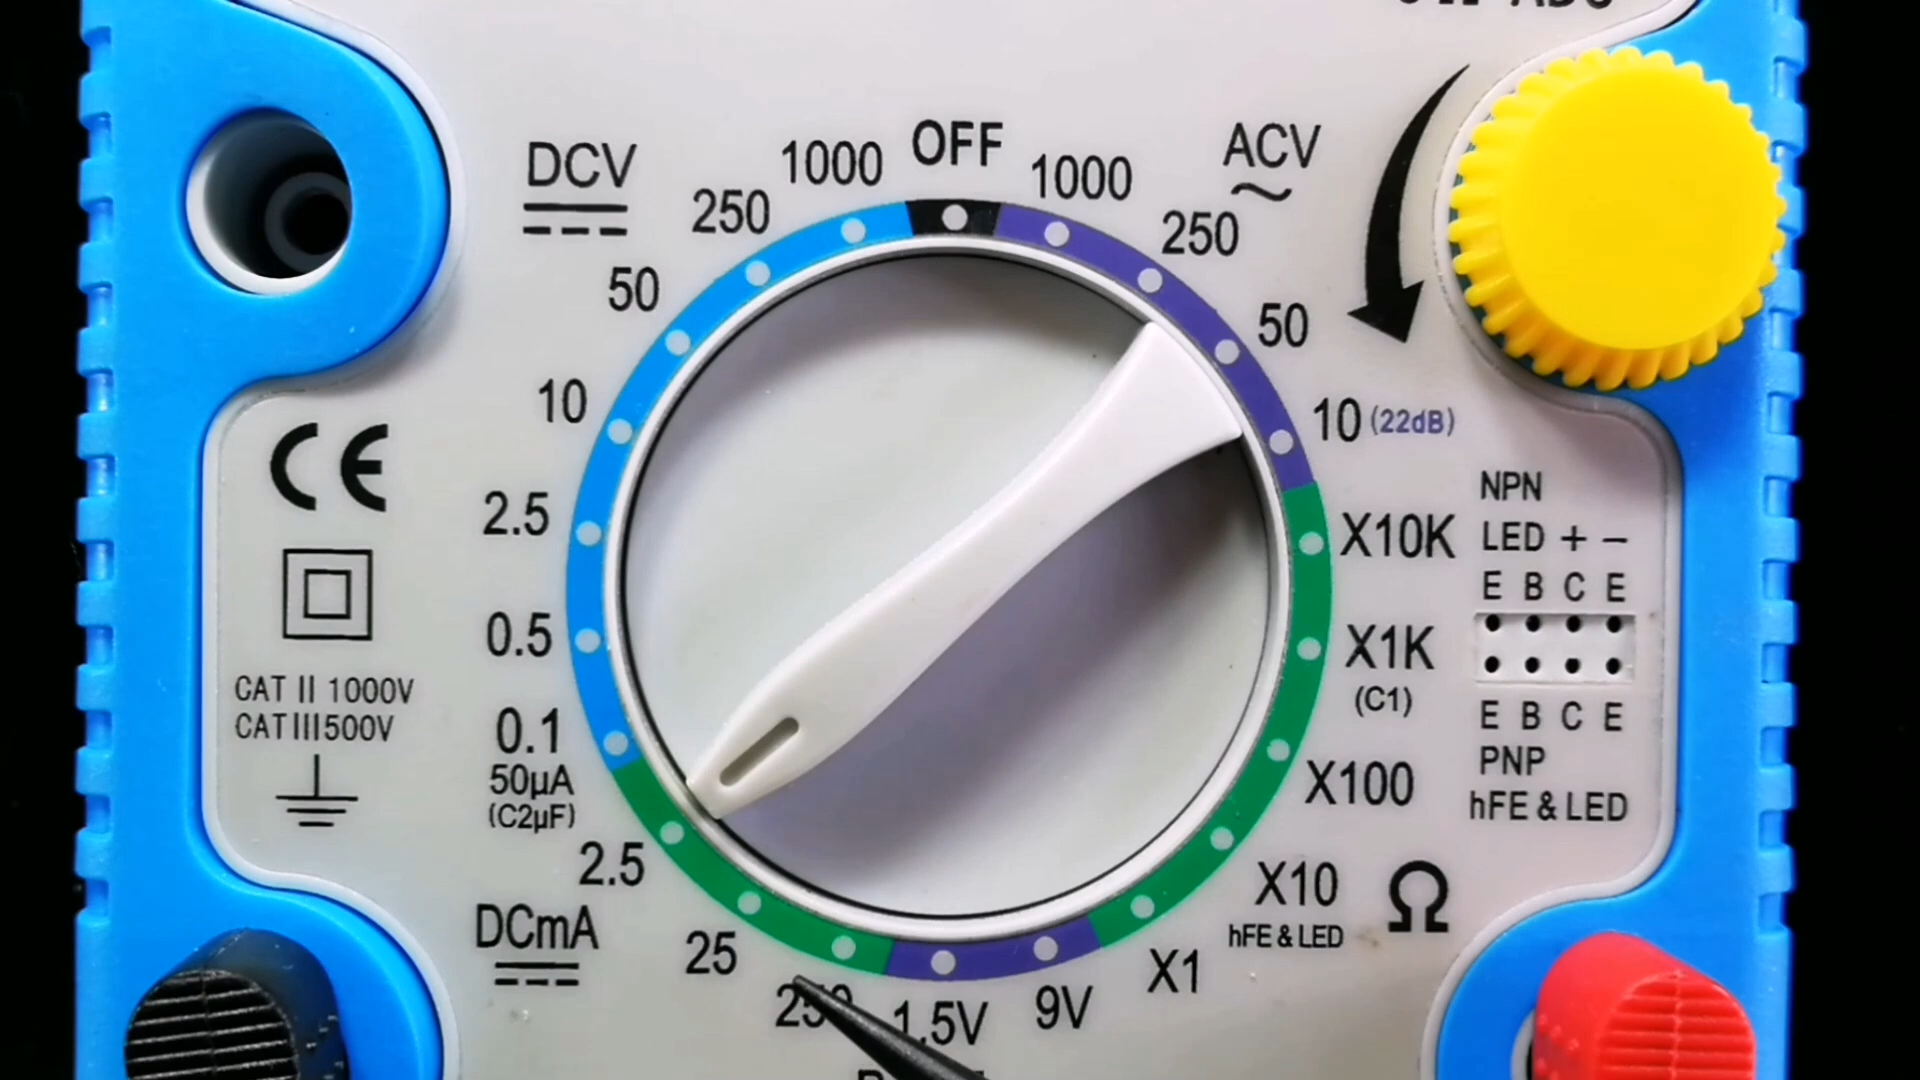 OFF
DCV
1000
250
50
10
2.5
0.5
0.1
50μA
(C2μF)
2.5
DCmA
25
250
1.5V
9V
1000
ACV
250
50
10 (22dB)
X10K
X1K
(C1)
X100
X10
hFE & LED
X1
Ω
NPN
LED + −
E B C E
E B C E
PNP
hFE & LED
CE
CAT II 1000V
CAT III 500V